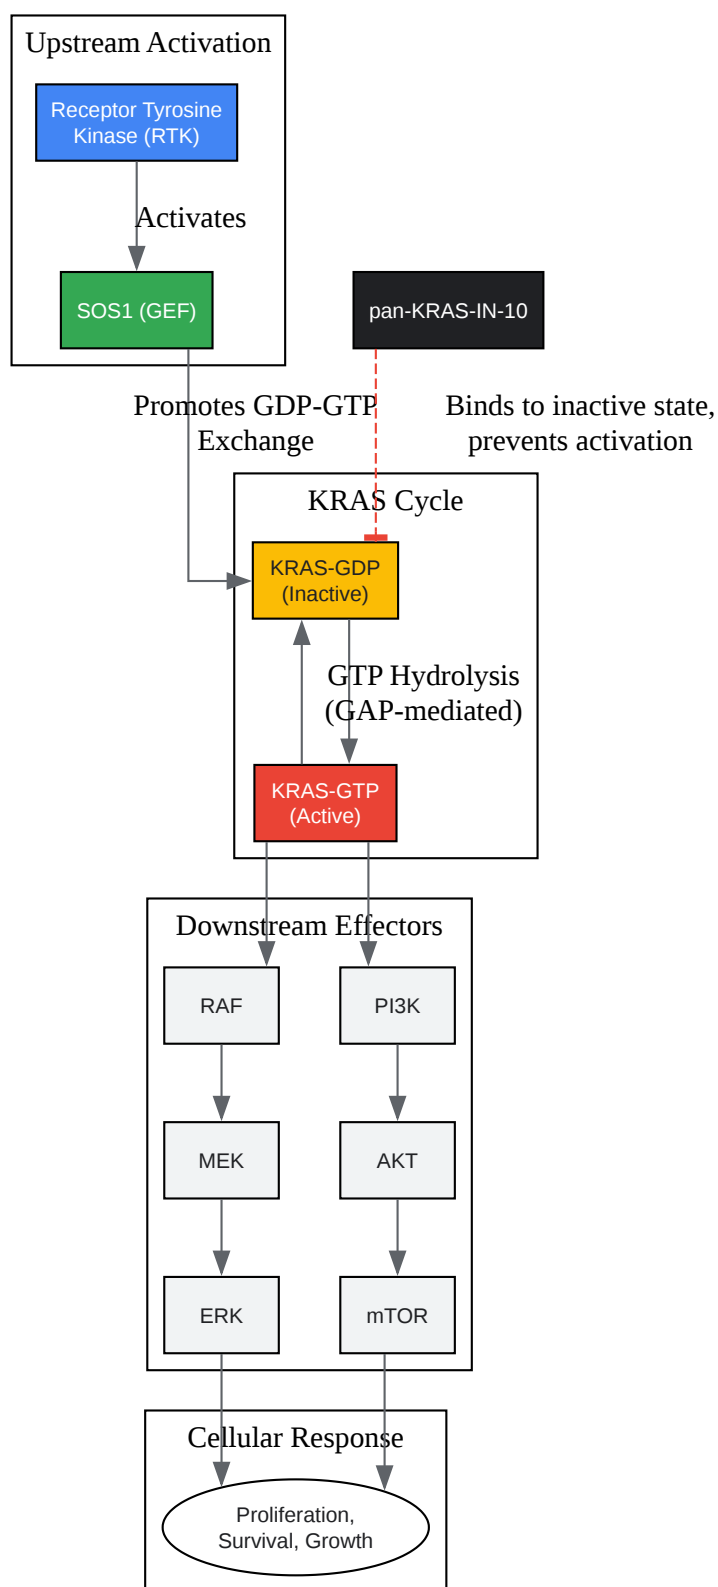 Upstream Activation
Receptor Tyrosine
Kinase (RTK)
Activates
SOS1 (GEF)
pan-KRAS-IN-10
Promotes GDP-GTP
Exchange
Binds to inactive state,
prevents activation
KRAS Cycle
KRAS-GDP
(Inactive)
GTP Hydrolysis
(GAP-mediated)
KRAS-GTP
(Active)
Downstream Effectors
RAF
PI3K
MEK
AKT
ERK
mTOR
Cellular Response
Proliferation,
Survival, Growth